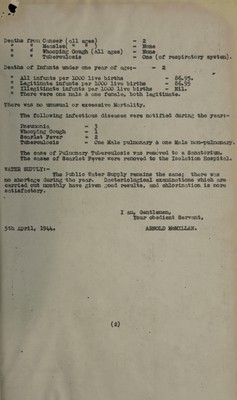 Deaths from Cancer (all ages) - 2
" " Measles " " ) - None
" " Whooping Cough (all ages) - None
" " Tuberculosis - One (of respiratory system).
Deaths of Infants under one year of age:- - 2
" All infants per 1000 live births - 86.95.
" Legitimate infants per 1000 live births - 86.95
" Illegitimate infants per 1000 live births - Nil.
" There were one male & one female, both legitimate.
There was no unusual or excessive Mortality.
The following infectious diseases were notified during the year:-
Pneumonia - 3
Whooping Cough - 1
Scarlet Fever - 2
Tuberculosis - One Male pulmonary & one Male non-pulmonary.
The case of Pulmonary Tuberculosis was removed to a Sanatorium.
The cases of Scarlet Fever were removed to the Isolation Hospital.
WATER SUPPLY:-
The Public Water Supply remains the same; there was
no shortage during the year. Bacteriological examinations which are
carried out monthly have given good results, and chlorination is more
satisfactory.
I am, Gentlemen,
Your obedient Servant,
5th April, 1944. ARNOLD McMILLAN.
(2)